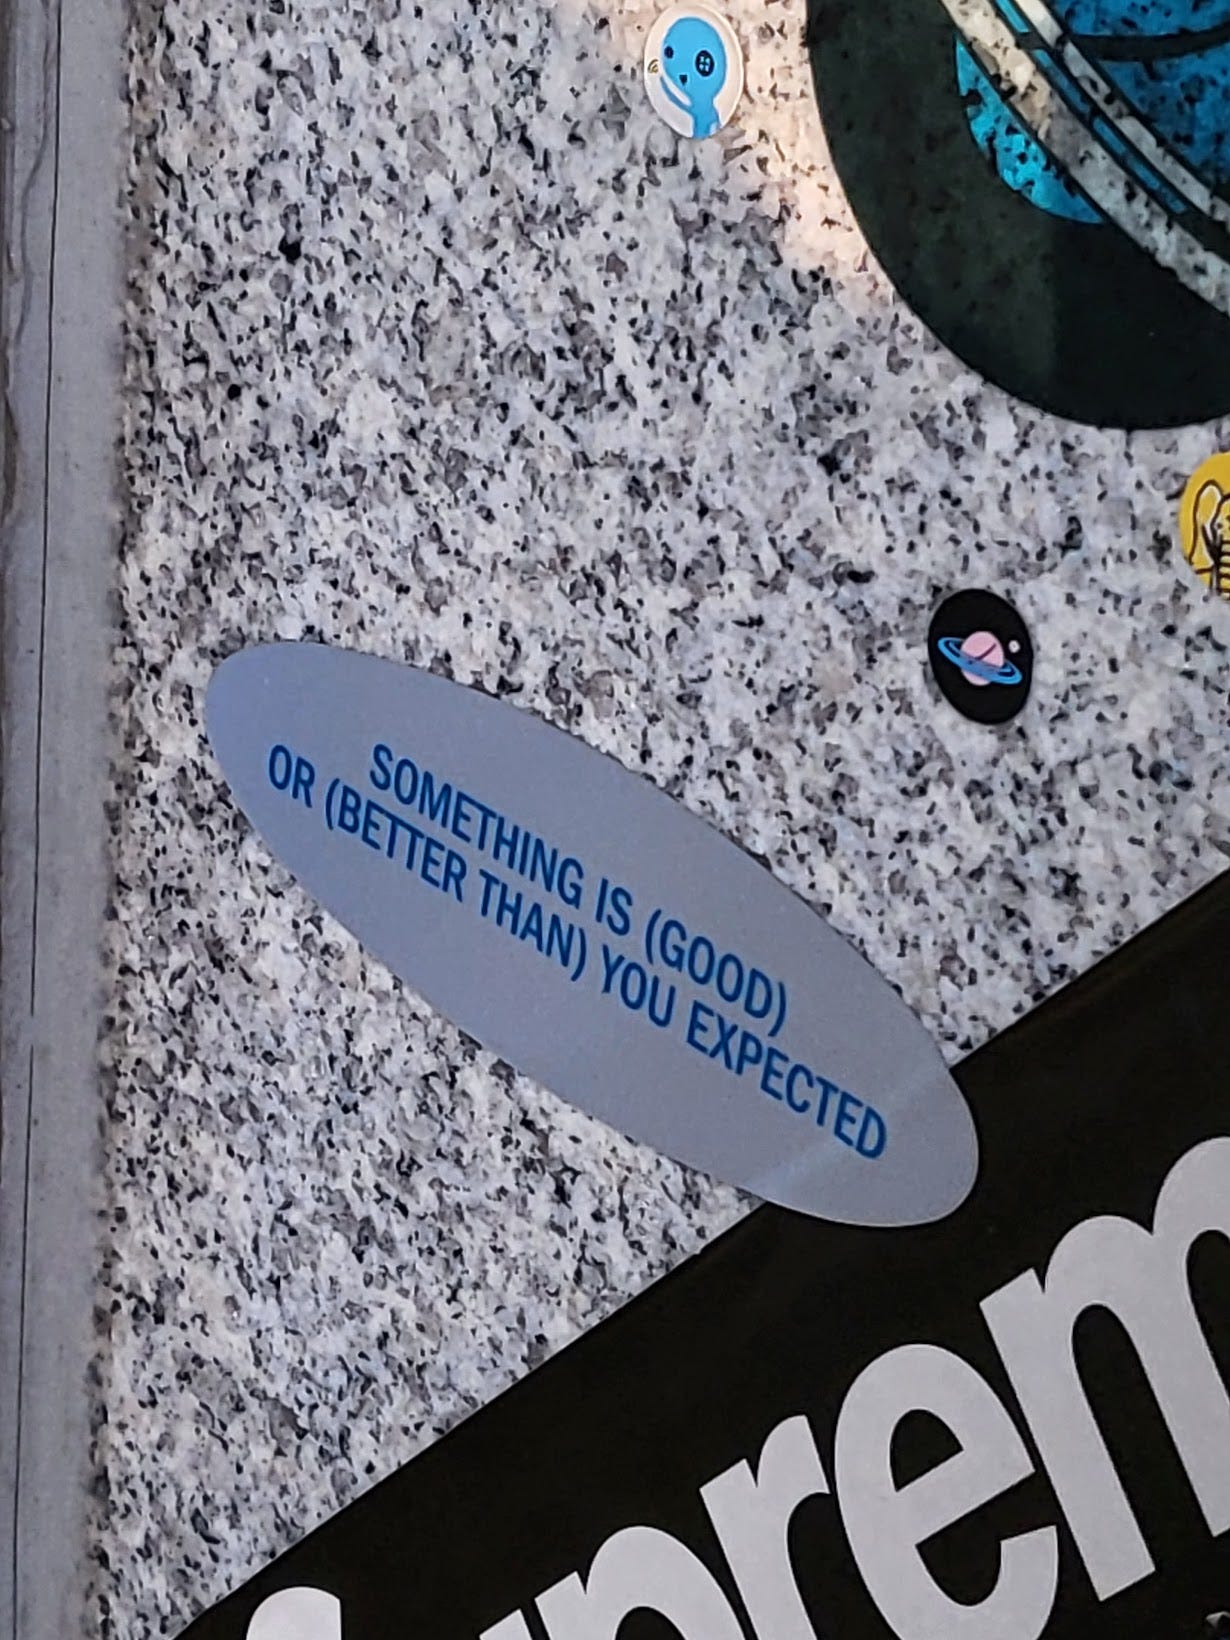 SOMETHING IS (GOOD)
OR (BETTER THAN) YOU EXPECTED